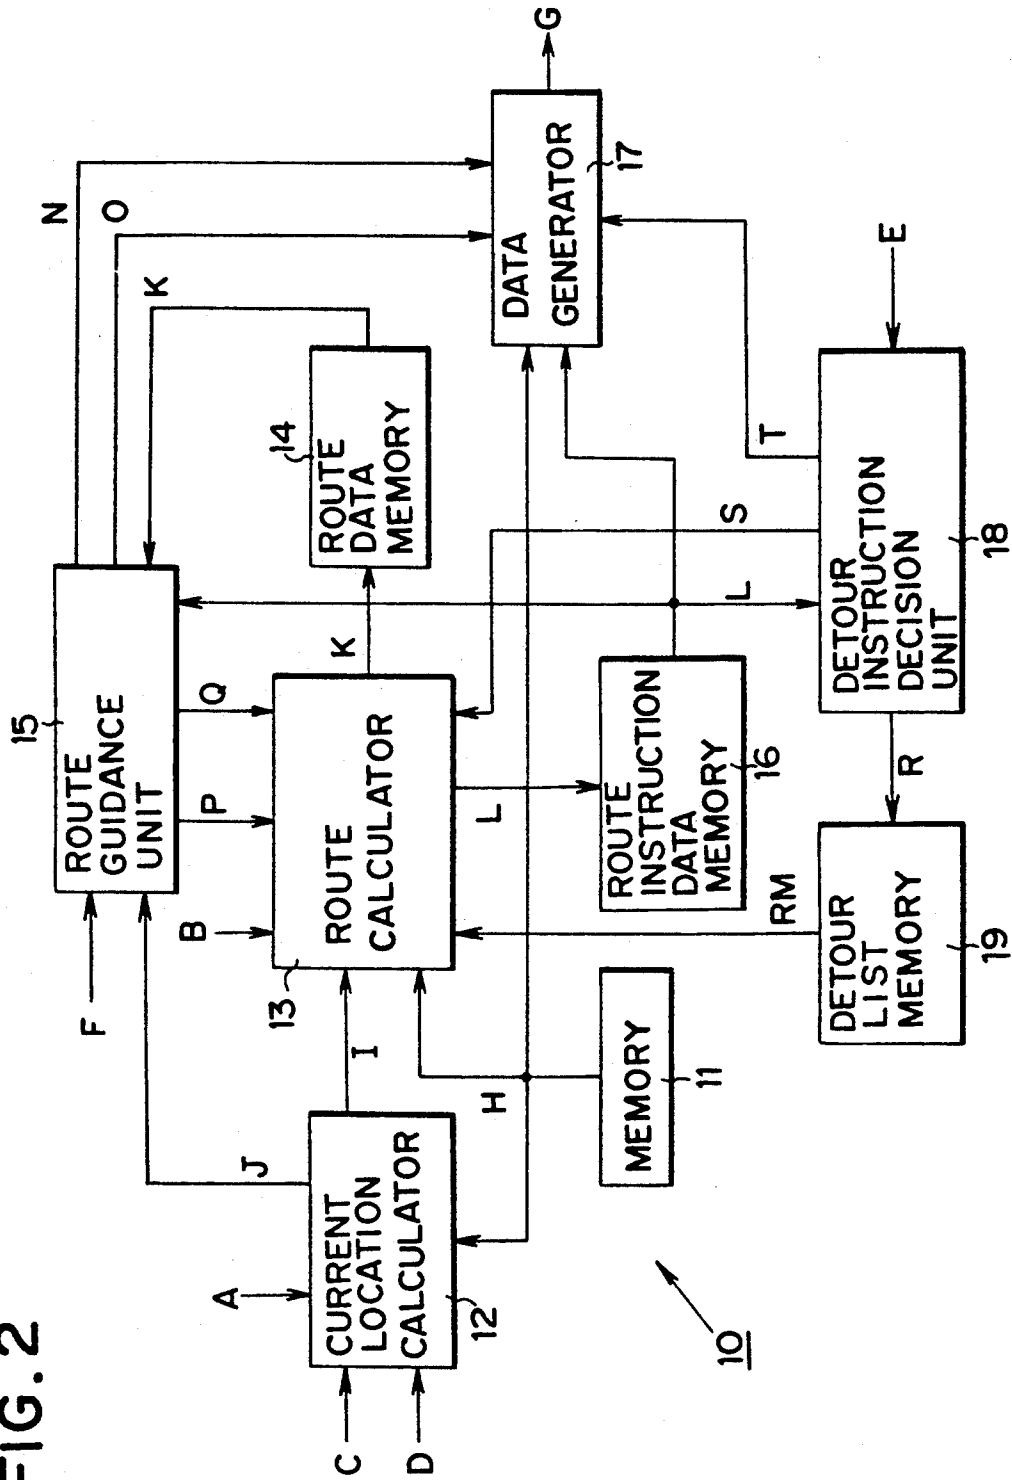 FIG. 2
N
O
K
G
DATA
GENERATOR
17
14
ROUTE
DATA
MEMORY
E
T
S
L
15
ROUTE
GUIDANCE
UNIT
Q
P
K
B
F
13
ROUTE
CALCULATOR
L
ROUTE
INSTRUCTION
DATA
MEMORY
16
DETOUR
INSTRUCTION
DECISION
UNIT
18
R
RM
DETOUR
LIST
MEMORY
19
I
J
H
MEMORY
11
A
CURRENT
LOCATION
CALCULATOR
12
C
D
10